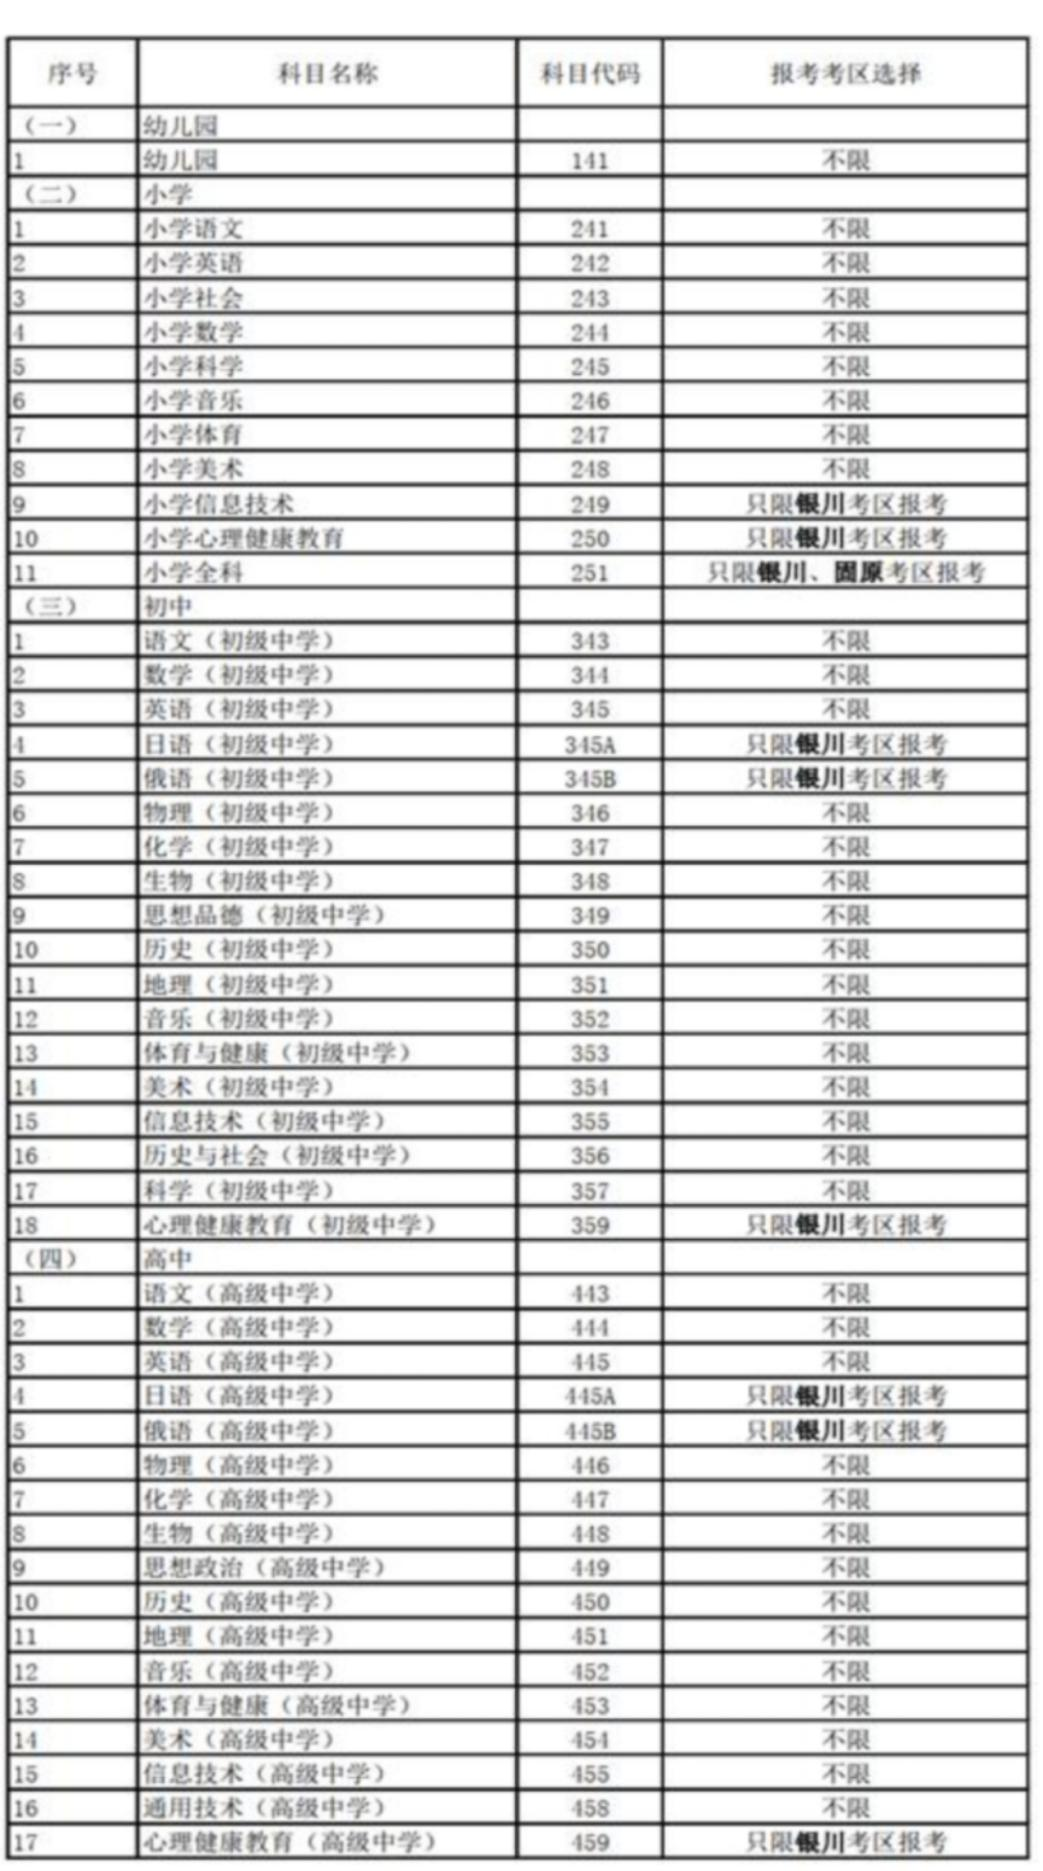 序号 科目名称 科目代码 报考考区选择
（一） 幼儿园
1 幼儿园 141 不限
（二） 小学
1 小学语文 241 不限
2 小学英语 242 不限
3 小学社会 243 不限
4 小学数学 244 不限
5 小学科学 245 不限
6 小学音乐 246 不限
7 小学体育 247 不限
8 小学美术 248 不限
9 小学信息技术 249 只限银川考区报考
10 小学心理健康教育 250 只限银川考区报考
11 小学全科 251 只限银川、固原考区报考
（三） 初中
1 语文（初级中学） 343 不限
2 数学（初级中学） 344 不限
3 英语（初级中学） 345 不限
4 日语（初级中学） 345A 只限银川考区报考
5 俄语（初级中学） 345B 只限银川考区报考
6 物理（初级中学） 346 不限
7 化学（初级中学） 347 不限
8 生物（初级中学） 348 不限
9 思想品德（初级中学） 349 不限
10 历史（初级中学） 350 不限
11 地理（初级中学） 351 不限
12 音乐（初级中学） 352 不限
13 体育与健康（初级中学） 353 不限
14 美术（初级中学） 354 不限
15 信息技术（初级中学） 355 不限
16 历史与社会（初级中学） 356 不限
17 科学（初级中学） 357 不限
18 心理健康教育（初级中学） 359 只限银川考区报考
（四） 高中
1 语文（高级中学） 443 不限
2 数学（高级中学） 444 不限
3 英语（高级中学） 445 不限
4 日语（高级中学） 445A 只限银川考区报考
5 俄语（高级中学） 445B 只限银川考区报考
6 物理（高级中学） 446 不限
7 化学（高级中学） 447 不限
8 生物（高级中学） 448 不限
9 思想政治（高级中学） 449 不限
10 历史（高级中学） 450 不限
11 地理（高级中学） 451 不限
12 音乐（高级中学） 452 不限
13 体育与健康（高级中学） 453 不限
14 美术（高级中学） 454 不限
15 信息技术（高级中学） 455 不限
16 通用技术（高级中学） 458 不限
17 心理健康教育（高级中学） 459 只限银川考区报考